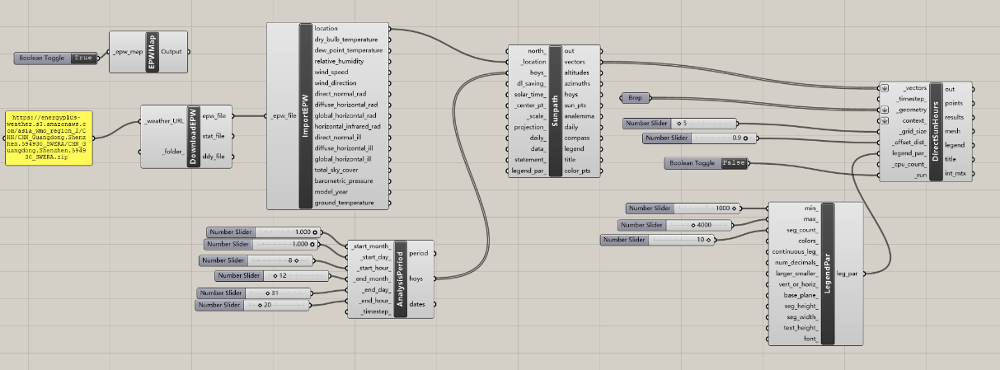 Boolean Toggle True
_epw_map EPWMap Output
https://energyplus-
weather.s3.amazonaws.c
om/asia_wmo_region_2/C
HN/CHN_Guangdong.Shenz
hen.594930_SWERA/CHN_G
uangdong.Shenzhen.5949
30_SWERA.zip
_weather_URL
_folder_
DownloadEPW
epw_file
stat_file
ddy_file
_epw_file
ImportEPW
location
dry_bulb_temperature
dew_point_temperature
relative_humidity
wind_speed
wind_direction
direct_normal_rad
diffuse_horizontal_rad
global_horizontal_rad
horizontal_infrared_rad
direct_normal_ill
diffuse_horizontal_ill
global_horizontal_ill
total_sky_cover
barometric_pressure
model_year
ground_temperature
Number Slider 1.000
Number Slider 1.000
Number Slider 8
Number Slider 12
Number Slider 31
Number Slider 20
_start_month_
_start_day_
_start_hour_
_end_month_
_end_day_
_end_hour_
_timestep_
AnalysisPeriod
period
hoys
dates
north_
_location
hoys_
dl_saving_
solar_time_
_center_pt_
_scale_
projection_
daily_
data_
statement_
legend_par_
Sunpath
out
vectors
altitudes
azimuths
hoys
sun_pts
analemma
daily
compass
legend
title
color_pts
Brep
Number Slider 5
Number Slider 0.9
Boolean Toggle False
_vectors
_timestep_
_geometry
context_
_grid_size
_offset_dist_
legend_par_
_cpu_count_
_run
DirectSunHours
out
points
results
mesh
legend
title
int_mtx
Number Slider 1000
Number Slider 4000
Number Slider 10
min_
max_
seg_count_
colors_
continuous_leg_
num_decimals_
larger_smaller_
vert_or_horiz_
base_plane_
seg_height_
seg_width_
text_height_
font_
LegendPar
leg_par